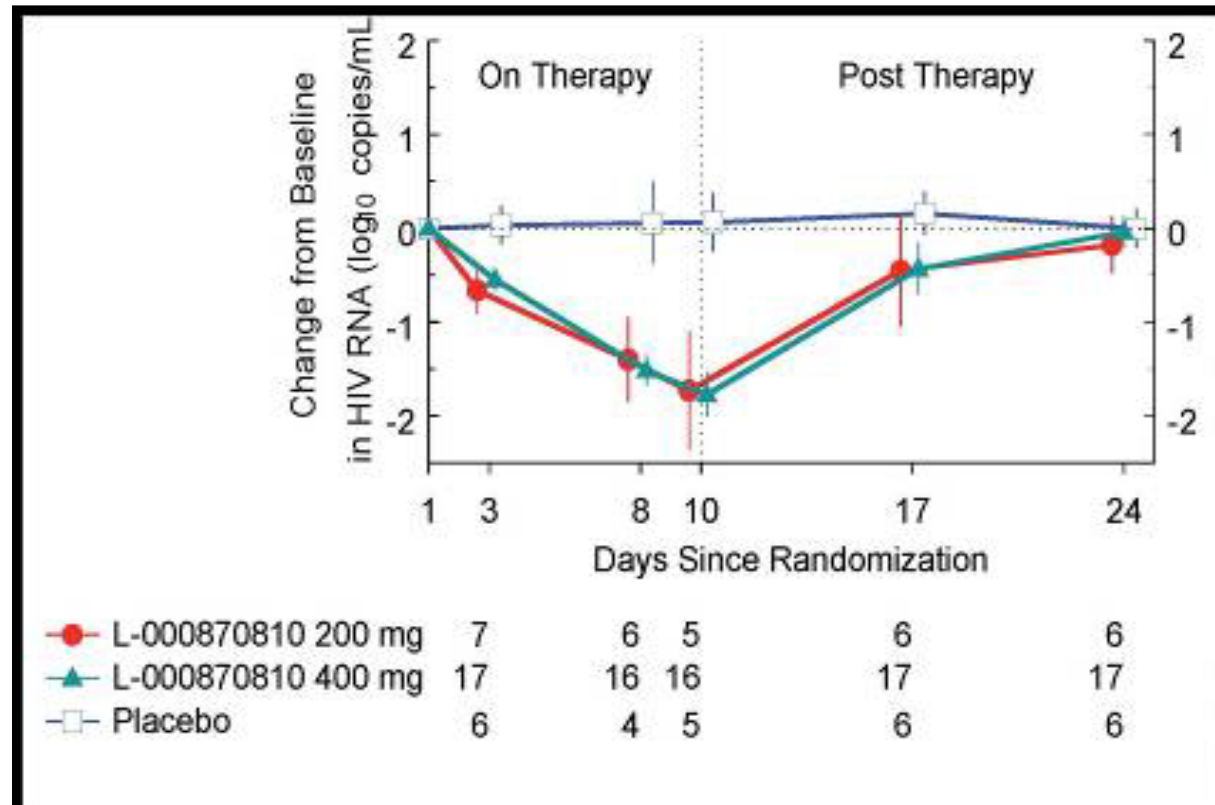 Change from Baseline
in HIV RNA (log10 copies/mL)
2
1
0
-1
-2
On Therapy
Post Therapy
2
1
0
-1
-2
1 3 8 10 17 24
Days Since Randomization
L-000870810 200 mg 7 6 5 6 6
L-000870810 400 mg 17 16 16 17 17
Placebo 6 4 5 6 6